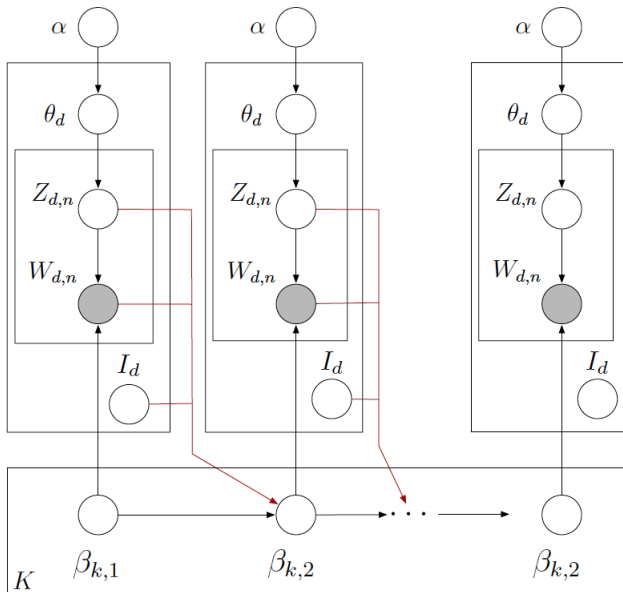 α α α
θ_d θ_d θ_d
Z_{d,n} Z_{d,n} Z_{d,n}
W_{d,n} W_{d,n} W_{d,n}
I_d I_d I_d
. . .
β_{k,1} β_{k,2} β_{k,2}
K